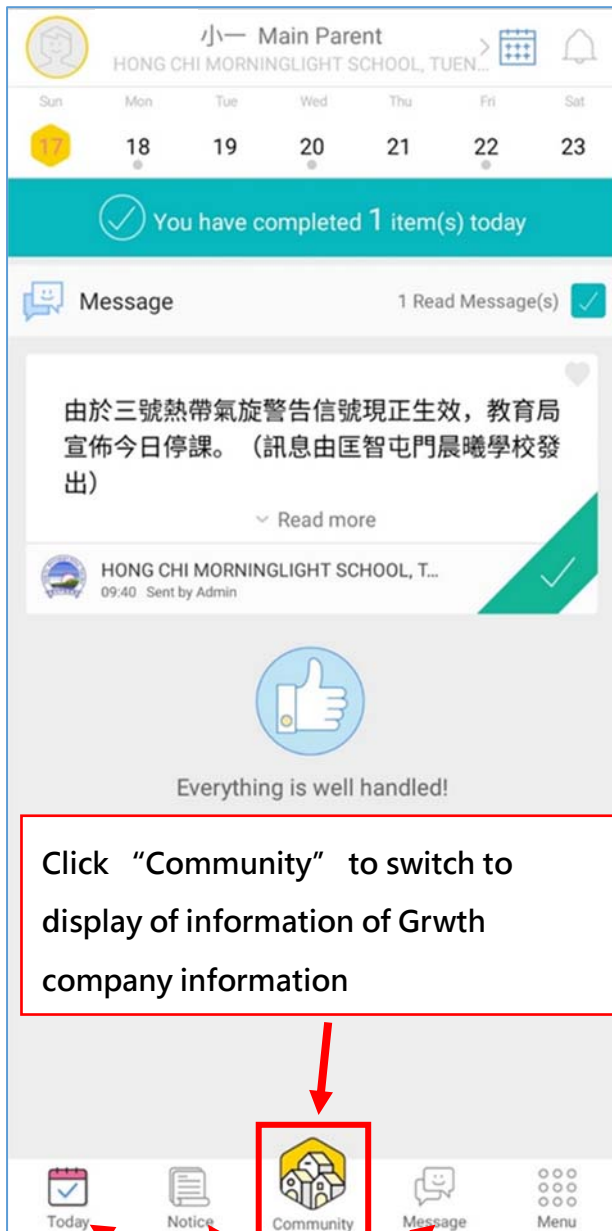 小一 Main Parent
HONG CHI MORNINGLIGHT SCHOOL, TUEN...
Sun Mon Tue Wed Thu Fri Sat
17 18 19 20 21 22 23
You have completed 1 item(s) today
Message 1 Read Message(s)
由於三號熱帶氣旋警告信號現正生效，教育局
宣佈今日停課。（訊息由匡智屯門晨曦學校發
出）
Read more
HONG CHI MORNINGLIGHT SCHOOL, T...
09:40 Sent by Admin
Everything is well handled!
Click “Community” to switch to
display of information of Grwth
company information
Today Notice Community Message Menu